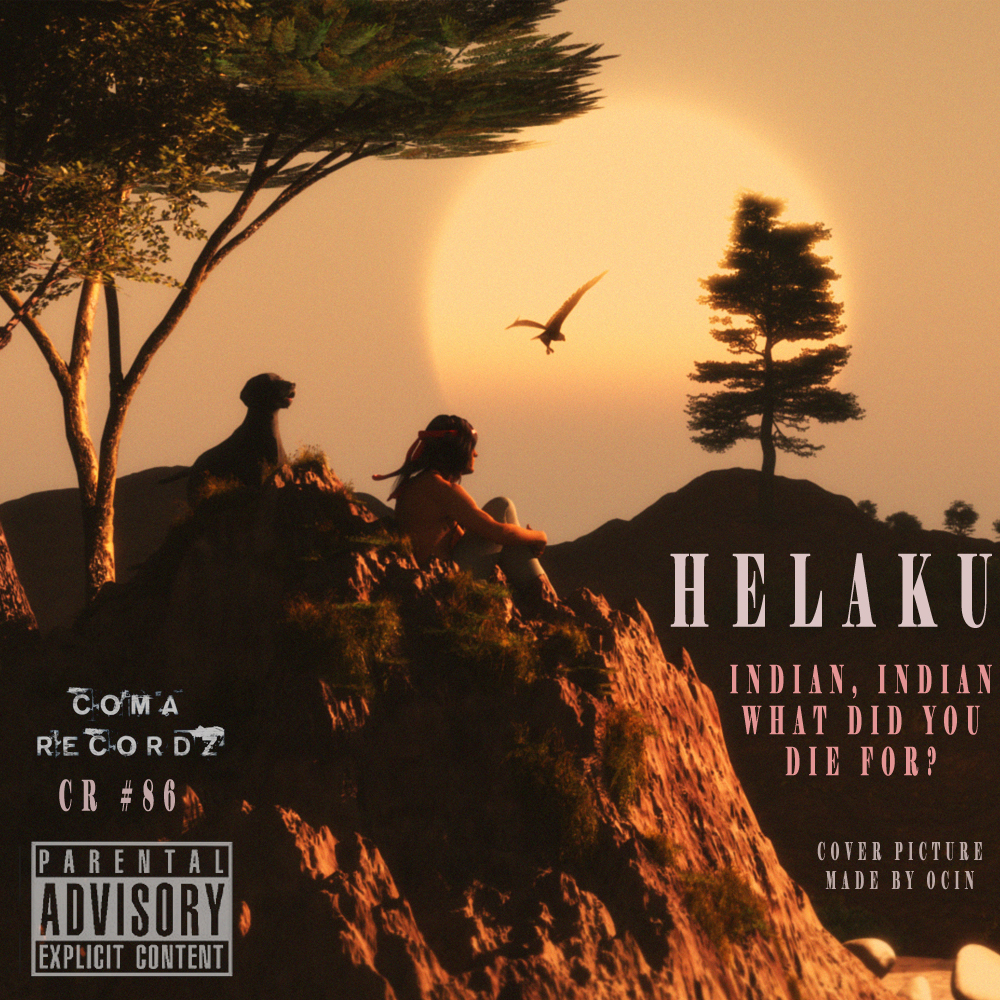 HELAKU
INDIAN, INDIAN
WHAT DID YOU
DIE FOR?
COMA
RECORDZ
CR #86
PARENTAL
ADVISORY
EXPLICIT CONTENT
COVER PICTURE
MADE BY OCIN